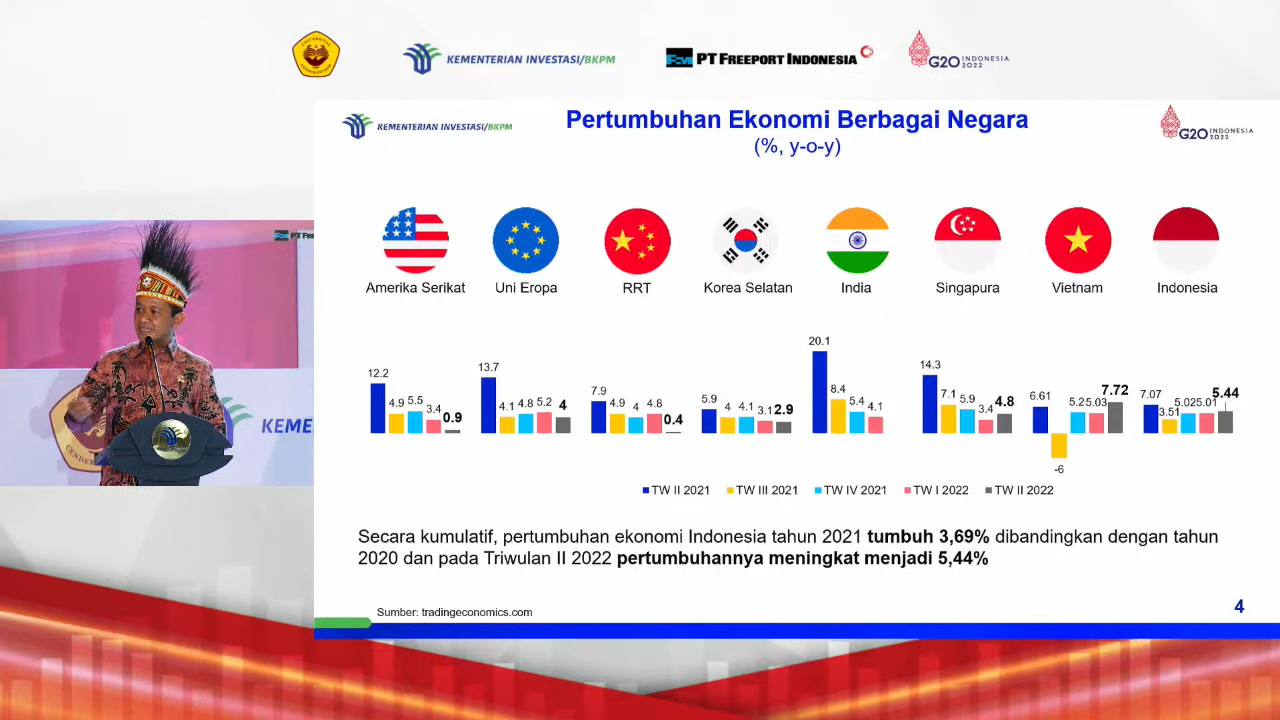 KEMENTERIAN INVESTASI/BKPM
PT FREEPORT INDONESIA
G20 INDONESIA 2022
KEMENTERIAN INVESTASI/BKPM
Pertumbuhan Ekonomi Berbagai Negara
(%, y-o-y)
G20 INDONESIA 2022
Amerika Serikat
Uni Eropa
RRT
Korea Selatan
India
Singapura
Vietnam
Indonesia
12.2 4.9 5.5 3.4 0.9
13.7 4.1 4.8 5.2 4
7.9 4.9 4 4.8 0.4
5.9 4 4.1 3.1 2.9
20.1 8.4 5.4 4.1
14.3 7.1 5.9 3.4 4.8
6.61 -6 5.2 5.03 7.72
7.07 3.51 5.02 5.01 5.44
TW II 2021 TW III 2021 TW IV 2021 TW I 2022 TW II 2022
Secara kumulatif, pertumbuhan ekonomi Indonesia tahun 2021 tumbuh 3,69% dibandingkan dengan tahun
2020 dan pada Triwulan II 2022 pertumbuhannya meningkat menjadi 5,44%
Sumber: tradingeconomics.com
4
PT
KEME